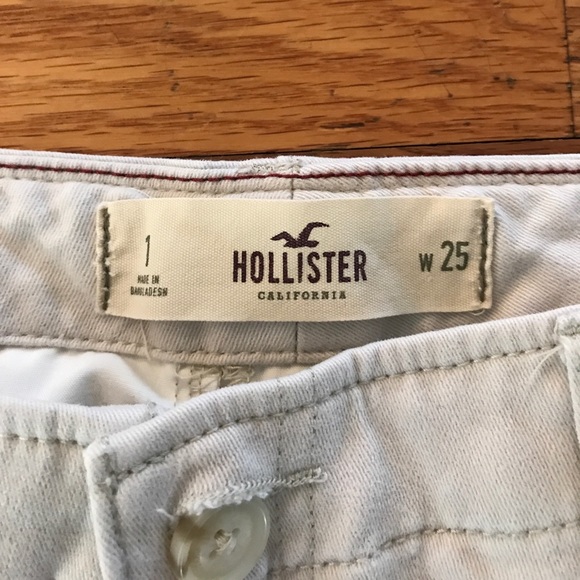 1
MADE IN
BANGLADESH
HOLLISTER
CALIFORNIA
W 25